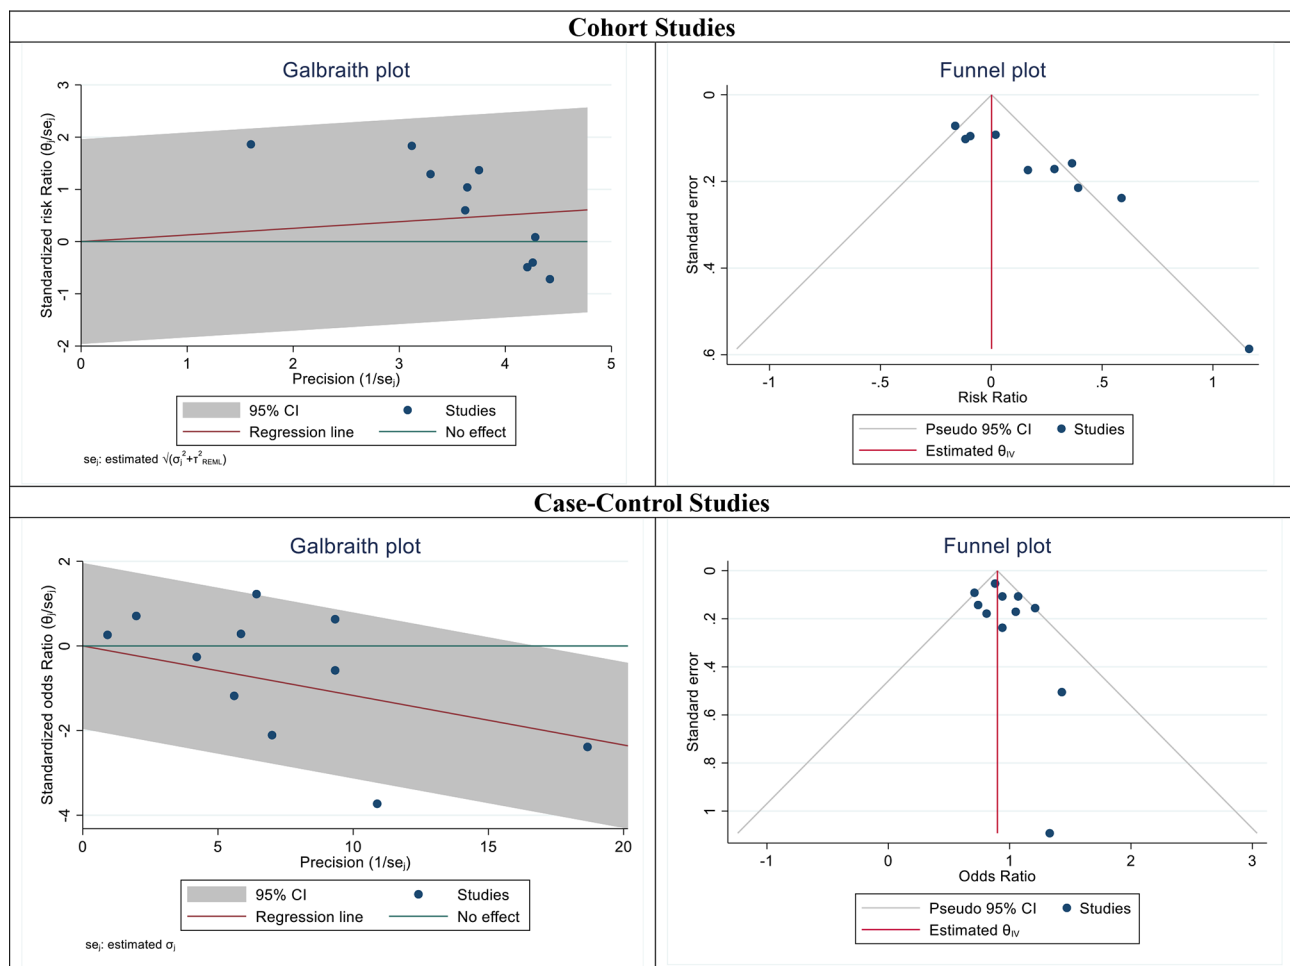 Cohort Studies
Galbraith plot
Standardized risk Ratio (θj/sej)
3
2
1
0
-1
-2
0 1 2 3 4 5
Precision (1/sej)
95% CI Studies
Regression line No effect
sej: estimated √(σj²+τ²REML)
Funnel plot
Standard error
0
.2
.4
.6
-1 -.5 0 .5 1
Risk Ratio
Pseudo 95% CI Studies
Estimated θIV
Case-Control Studies
Galbraith plot
Standardized odds Ratio (θj/sej)
2
0
-2
-4
0 5 10 15 20
Precision (1/sej)
95% CI Studies
Regression line No effect
sej: estimated σj
Funnel plot
Standard error
0
.2
.4
.6
.8
1
-1 0 1 2 3
Odds Ratio
Pseudo 95% CI Studies
Estimated θIV